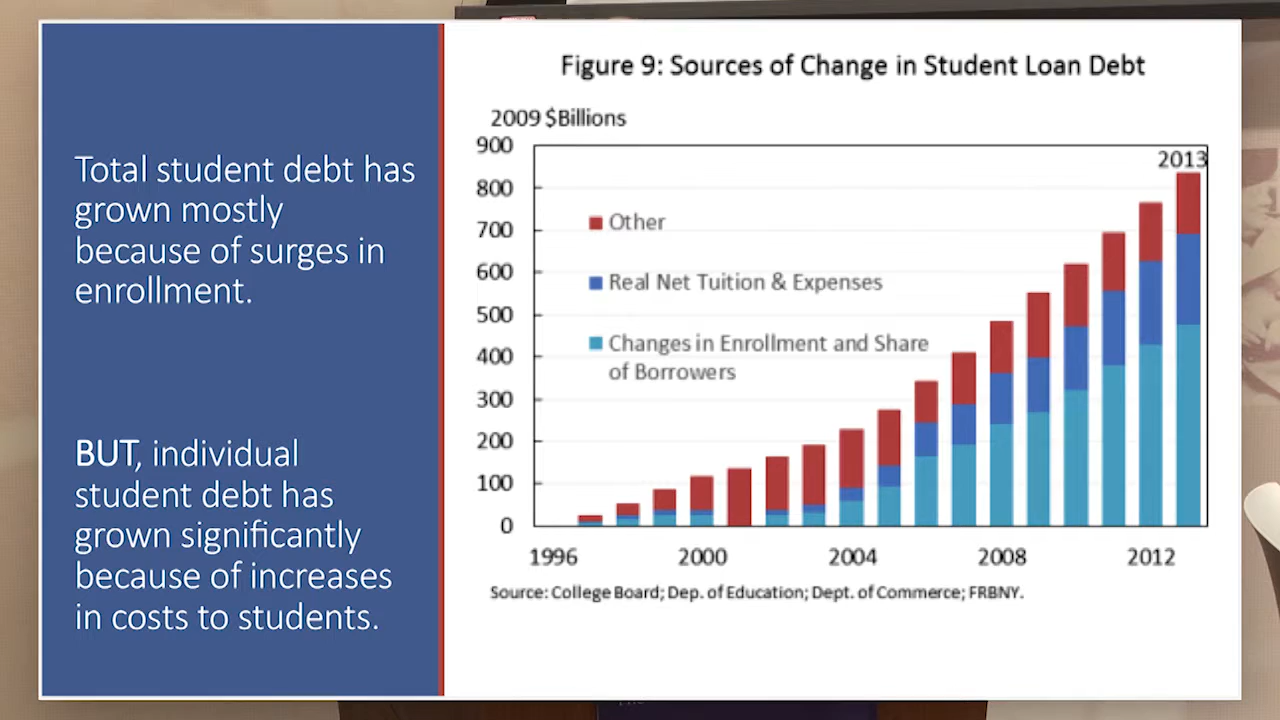 Total student debt has
grown mostly
because of surges in
enrollment.
BUT, individual
student debt has
grown significantly
because of increases
in costs to students.
Figure 9: Sources of Change in Student Loan Debt
2009 $Billions
900
800
700
600
500
400
300
200
100
0
2013
Other
Real Net Tuition & Expenses
Changes in Enrollment and Share
of Borrowers
1996 2000 2004 2008 2012
Source: College Board; Dep. of Education; Dept. of Commerce; FRBNY.